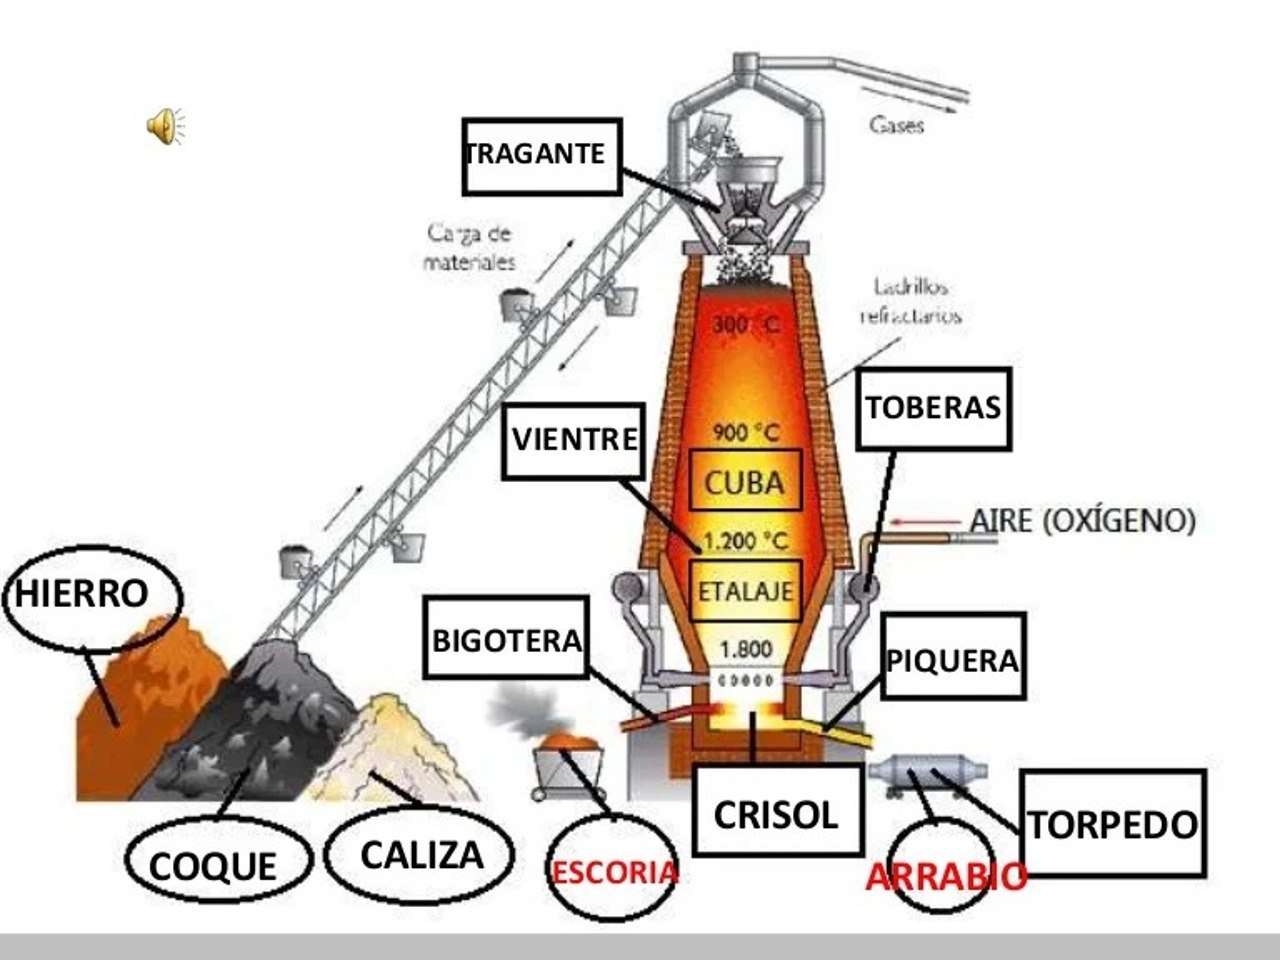 Gases
TRAGANTE
Carga de
materiales
Ladrillos
refractarios
300 °C
TOBERAS
VIENTRE
900 °C
CUBA
AIRE (OXÍGENO)
1.200 °C
HIERRO
ETALAJE
BIGOTERA
1.800
PIQUERA
CRISOL
TORPEDO
COQUE
CALIZA
ESCORIA
ARRABIO